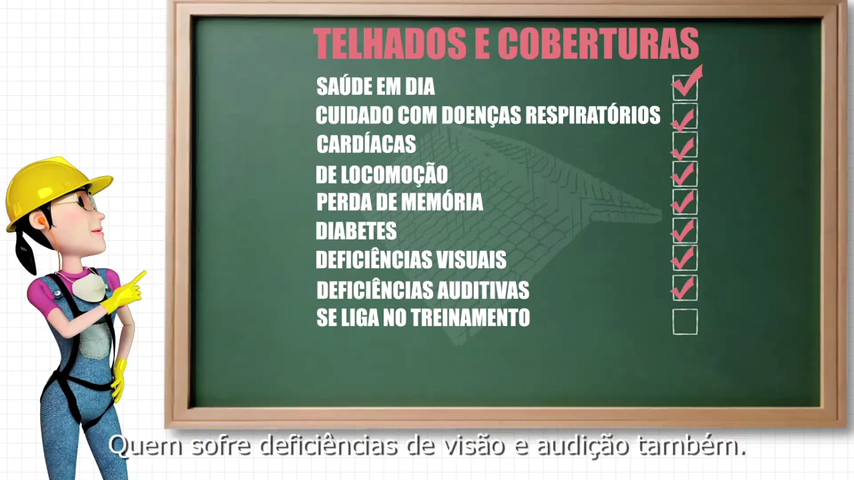 TELHADOS E COBERTURAS
SAÚDE EM DIA
CUIDADO COM DOENÇAS RESPIRATÓRIOS
CARDÍACAS
DE LOCOMOÇÃO
PERDA DE MEMÓRIA
DIABETES
DEFICIÊNCIAS VISUAIS
DEFICIÊNCIAS AUDITIVAS
SE LIGA NO TREINAMENTO
Quem sofre deficiências de visão e audição também.